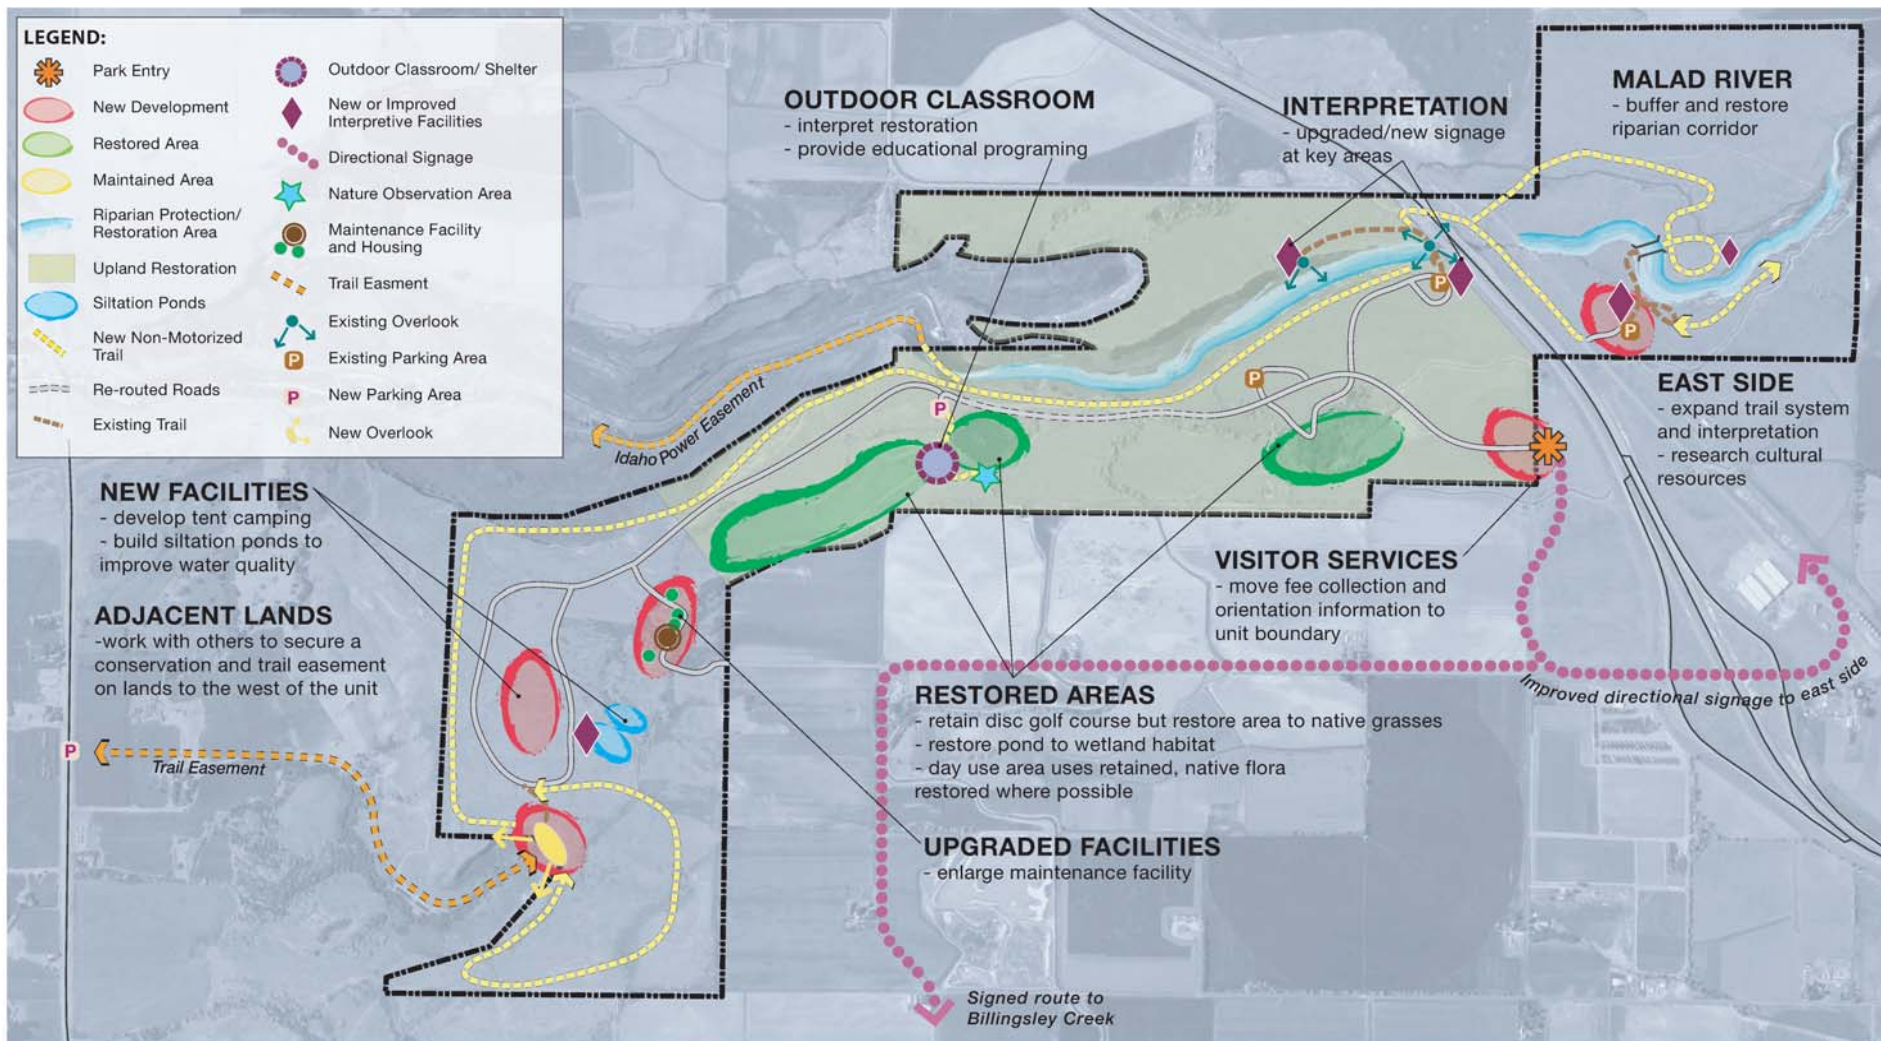 LEGEND:
Park Entry
New Development
Restored Area
Maintained Area
Riparian Protection/
Restoration Area
Upland Restoration
Siltation Ponds
New Non-Motorized
Trail
Re-routed Roads
Existing Trail
Outdoor Classroom/ Shelter
New or Improved
Interpretive Facilities
Directional Signage
Nature Observation Area
Maintenance Facility
and Housing
Trail Easment
Existing Overlook
P
Existing Parking Area
P
New Parking Area
New Overlook
OUTDOOR CLASSROOM
- interpret restoration
- provide educational programing
INTERPRETATION
- upgraded/new signage
at key areas
MALAD RIVER
- buffer and restore
riparian corridor
P
P
P
P
EAST SIDE
- expand trail system
and interpretation
- research cultural
resources
Idaho Power Easement
NEW FACILITIES
- develop tent camping
- build siltation ponds to
improve water quality
VISITOR SERVICES
- move fee collection and
orientation information to
unit boundary
ADJACENT LANDS
-work with others to secure a
conservation and trail easement
on lands to the west of the unit
Improved directional signage to east side
RESTORED AREAS
- retain disc golf course but restore area to native grasses
- restore pond to wetland habitat
- day use area uses retained, native flora
restored where possible
P
Trail Easement
UPGRADED FACILITIES
- enlarge maintenance facility
Signed route to
Billingsley Creek